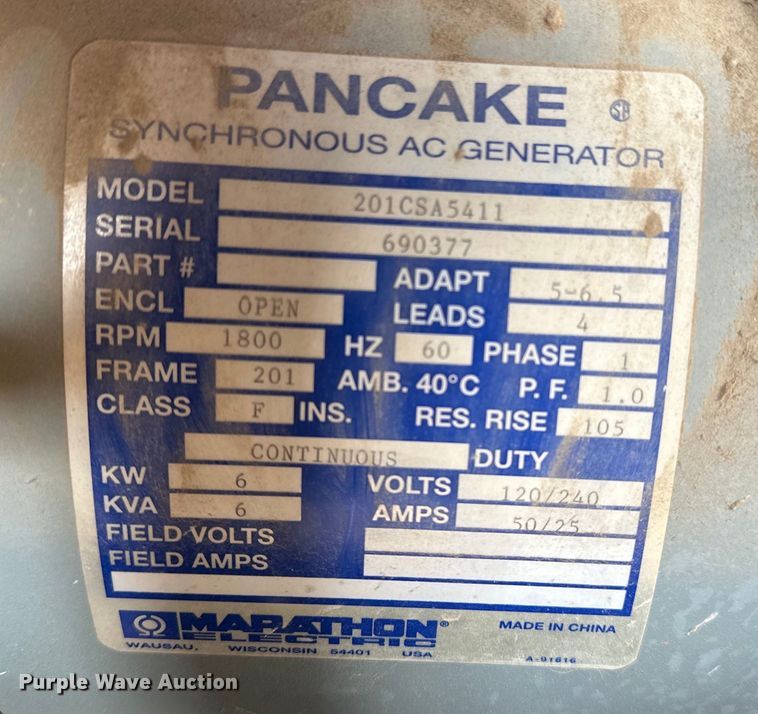 PANCAKE SA
SYNCHRONOUS AC GENERATOR
MODEL 201CSA5411
SERIAL 690377
PART # ADAPT 5-6.5
ENCL OPEN LEADS 4
RPM 1800 HZ 60 PHASE 1
FRAME 201 AMB. 40°C P.F. 1.0
CLASS F INS. RES. RISE 105
CONTINUOUS DUTY
KW 6 VOLTS 120/240
KVA 6 AMPS 50/25
FIELD VOLTS
FIELD AMPS
MARATHON® MADE IN CHINA
ELECTRIC
WAUSAU, WISCONSIN 54401 USA A-91616
Purple Wave Auction